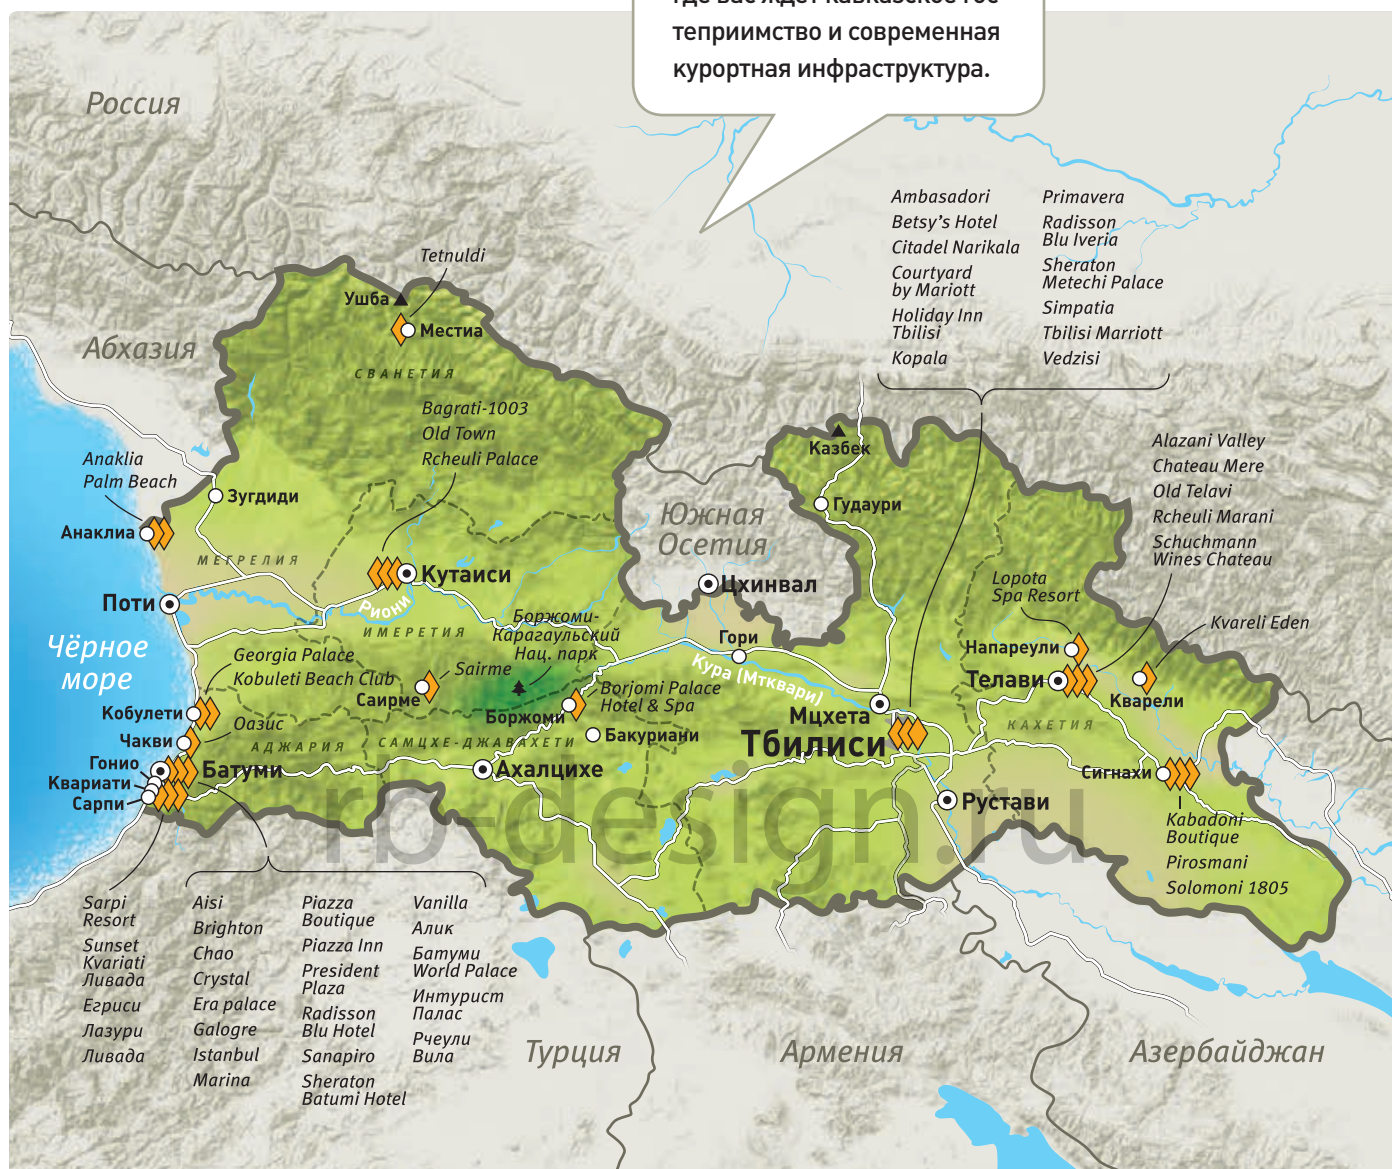 теприимство и современная
курортная инфраструктура.
Россия
Абхазия
Tetnuldi
Ушба
Местиа
СВАНЕТИЯ
Ambasadori
Betsy's Hotel
Citadel Narikala
Courtyard
by Mariott
Holiday Inn
Tbilisi
Kopala
Primavera
Radisson
Blu Iveria
Sheraton
Metechi Palace
Simpatia
Tbilisi Marriott
Vedzisi
Bagrati-1003
Old Town
Rcheuli Palace
Казбек
Гудаури
Alazani Valley
Chateau Mere
Old Telavi
Rcheuli Marani
Schuchmann
Wines Chateau
Anaklia
Palm Beach
Зугдиди
Анаклиа
МЕГРЕЛИЯ
Южная
Осетия
Цхинвал
Кутаиси
Поти
Риони
ИМЕРЕТИЯ
Боржоми-
Карагаульский
Нац. парк
Lopota
Spa Resort
Kvareli Eden
Чёрное
море
Georgia Palace
Kobuleti Beach Club
Sairme
Саирме
Гори
Кура (Мтквари)
Напареули
Телави
Кварели
Borjomi Palace
Hotel & Spa
Боржоми
Бакуриани
Кобулети
Оазис
Чакви
АДЖАРИЯ
САМЦХЕ-ДЖАВАХЕТИ
Мцхета
Тбилиси
КАХЕТИЯ
Гонио
Батуми
Квариати
Сарпи
Ахалцихе
Сигнахи
Рустави
rb-design.ru
Kabadoni
Boutique
Pirosmani
Solomoni 1805
Sarpi
Resort
Sunset
Kvariati
Ливада
Егриси
Лазури
Ливада
Aisi
Brighton
Chao
Crystal
Era palace
Galogre
Istanbul
Marina
Piazza
Boutique
Piazza Inn
President
Plaza
Radisson
Blu Hotel
Sanapiro
Sheraton
Batumi Hotel
Vanilla
Алик
Батуми
World Palace
Интурист
Палас
Рчеули
Вила
Турция
Армения
Азербайджан